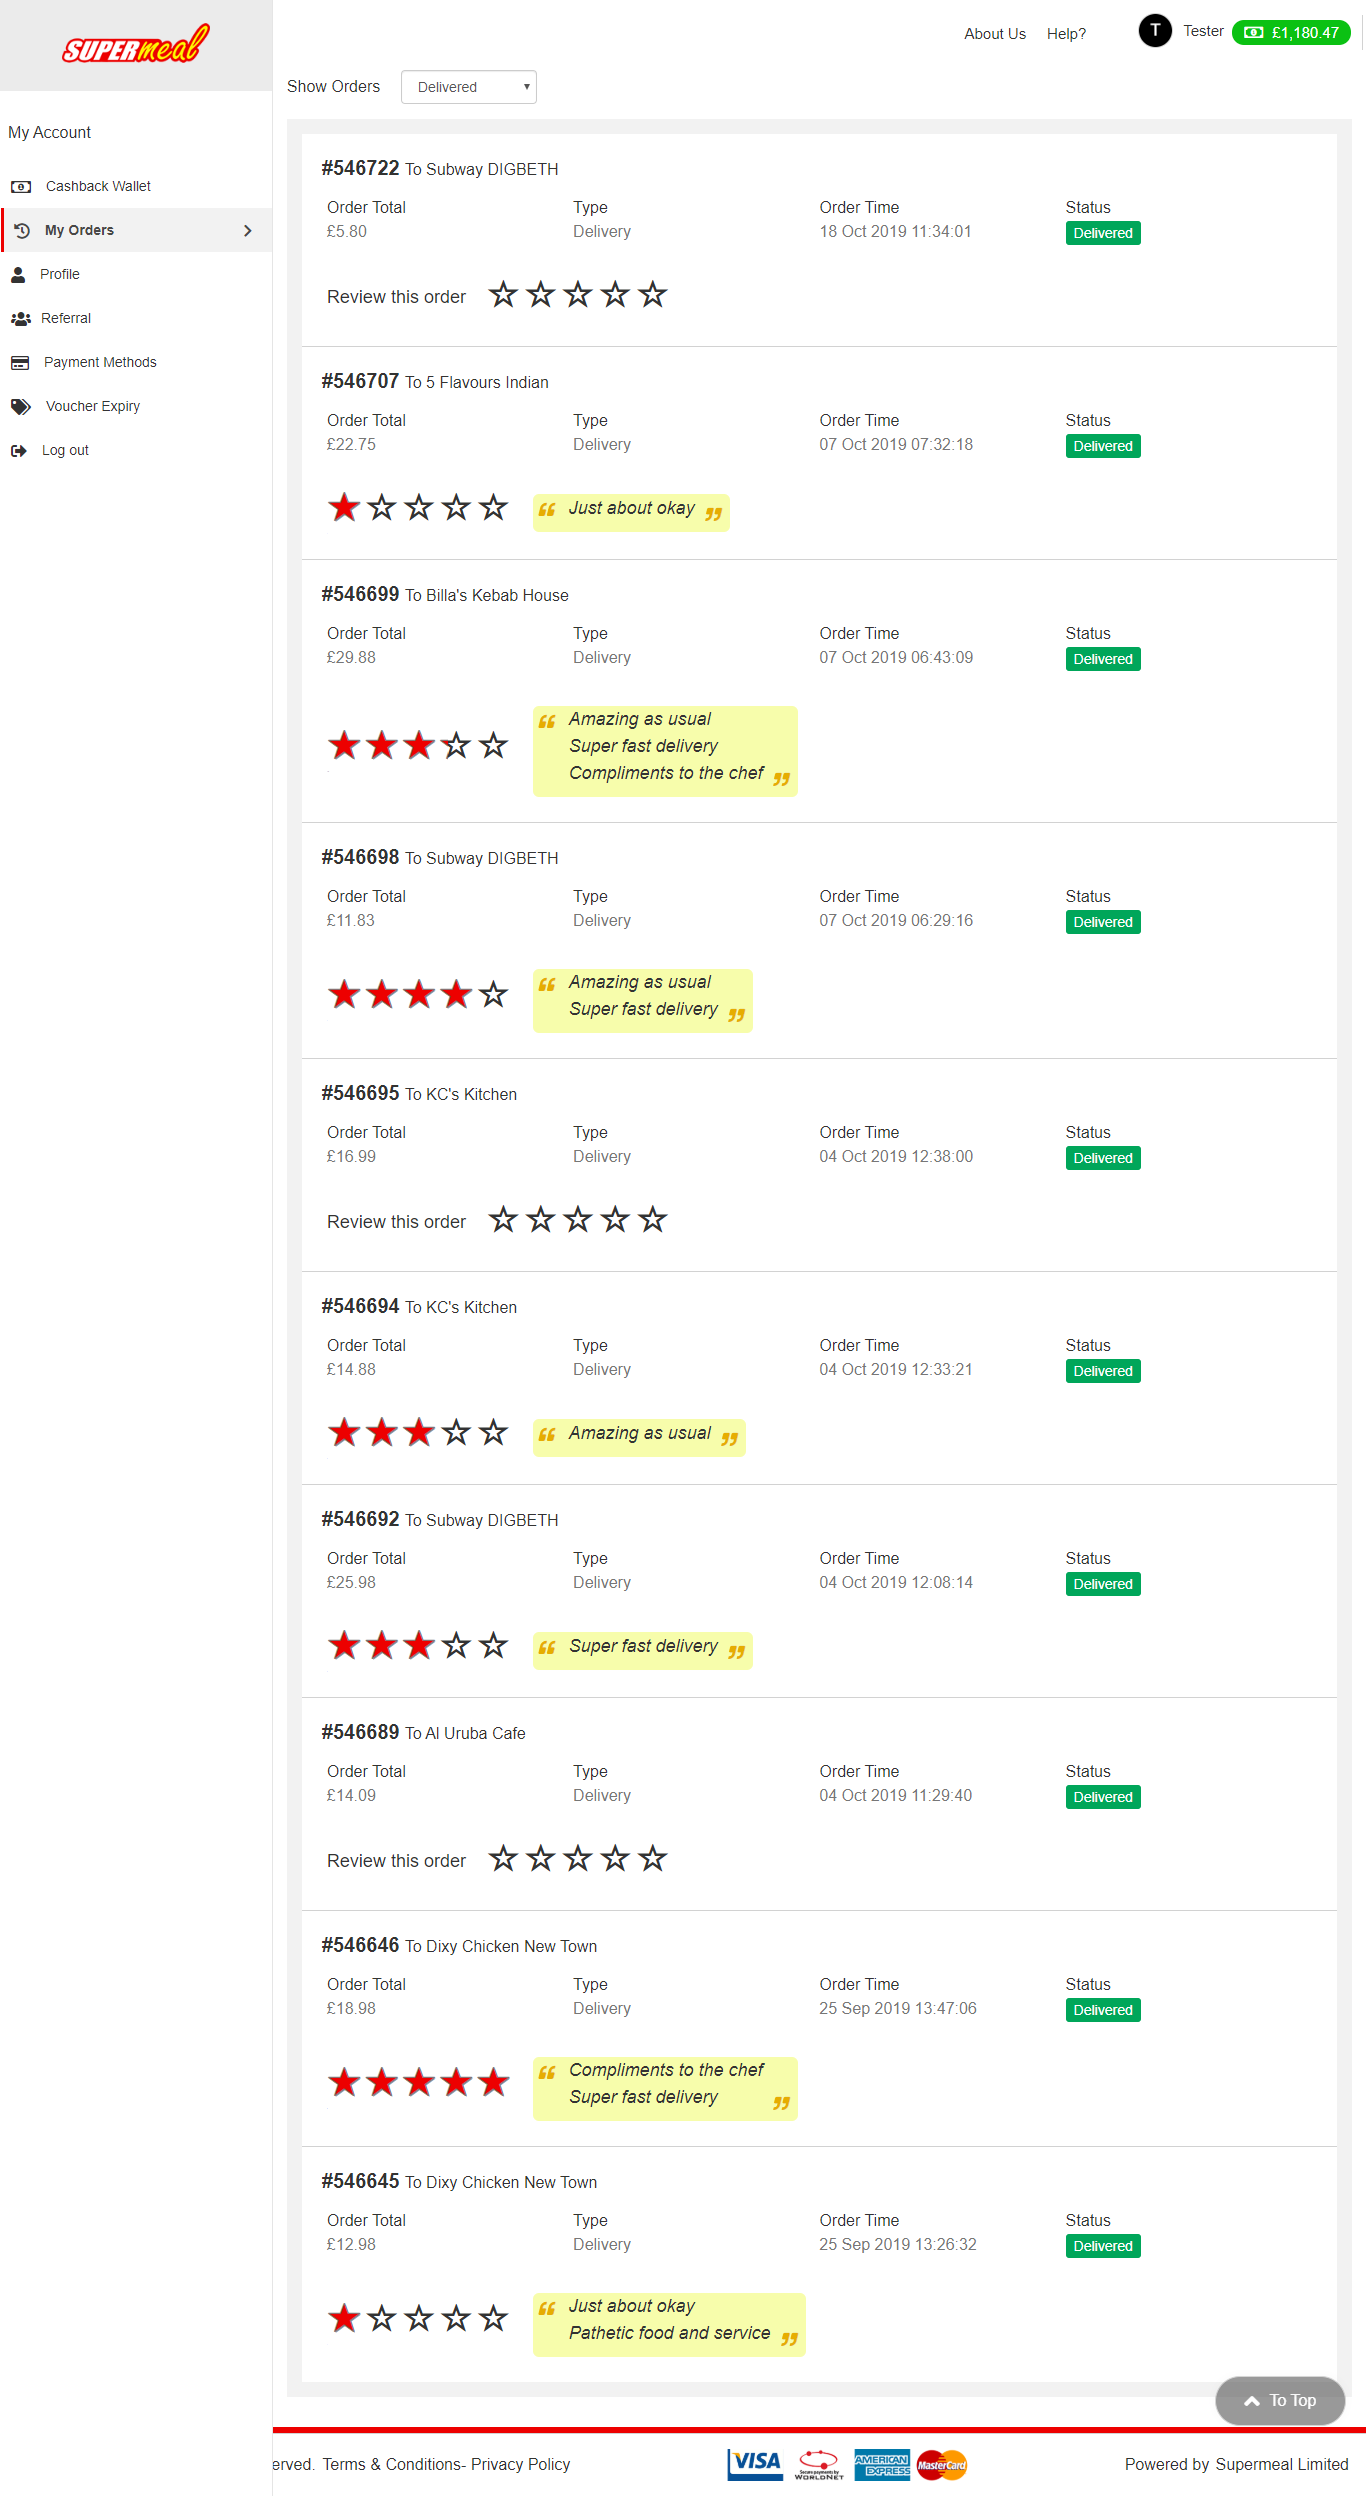 SUPERmeal
About Us
Help?
T
Tester
£1,180.47
My Account
Cashback Wallet
My Orders
Profile
Referral
Payment Methods
Voucher Expiry
Log out
Show Orders
Delivered
#546722 To Subway DIGBETH
Order Total Type Order Time Status
£5.80 Delivery 18 Oct 2019 11:34:01 Delivered
Review this order
#546707 To 5 Flavours Indian
Order Total Type Order Time Status
£22.75 Delivery 07 Oct 2019 07:32:18 Delivered
“ Just about okay ”
#546699 To Billa's Kebab House
Order Total Type Order Time Status
£29.88 Delivery 07 Oct 2019 06:43:09 Delivered
“ Amazing as usual
Super fast delivery
Compliments to the chef ”
#546698 To Subway DIGBETH
Order Total Type Order Time Status
£11.83 Delivery 07 Oct 2019 06:29:16 Delivered
“ Amazing as usual
Super fast delivery ”
#546695 To KC's Kitchen
Order Total Type Order Time Status
£16.99 Delivery 04 Oct 2019 12:38:00 Delivered
Review this order
#546694 To KC's Kitchen
Order Total Type Order Time Status
£14.88 Delivery 04 Oct 2019 12:33:21 Delivered
“ Amazing as usual ”
#546692 To Subway DIGBETH
Order Total Type Order Time Status
£25.98 Delivery 04 Oct 2019 12:08:14 Delivered
“ Super fast delivery ”
#546689 To Al Uruba Cafe
Order Total Type Order Time Status
£14.09 Delivery 04 Oct 2019 11:29:40 Delivered
Review this order
#546646 To Dixy Chicken New Town
Order Total Type Order Time Status
£18.98 Delivery 25 Sep 2019 13:47:06 Delivered
“ Compliments to the chef
Super fast delivery ”
#546645 To Dixy Chicken New Town
Order Total Type Order Time Status
£12.98 Delivery 25 Sep 2019 13:26:32 Delivered
“ Just about okay
Pathetic food and service ”
To Top
erved. Terms & Conditions- Privacy Policy
VISA
Secure payments by
WORLDNET
AMERICAN
EXPRESS
MasterCard
Powered by Supermeal Limited